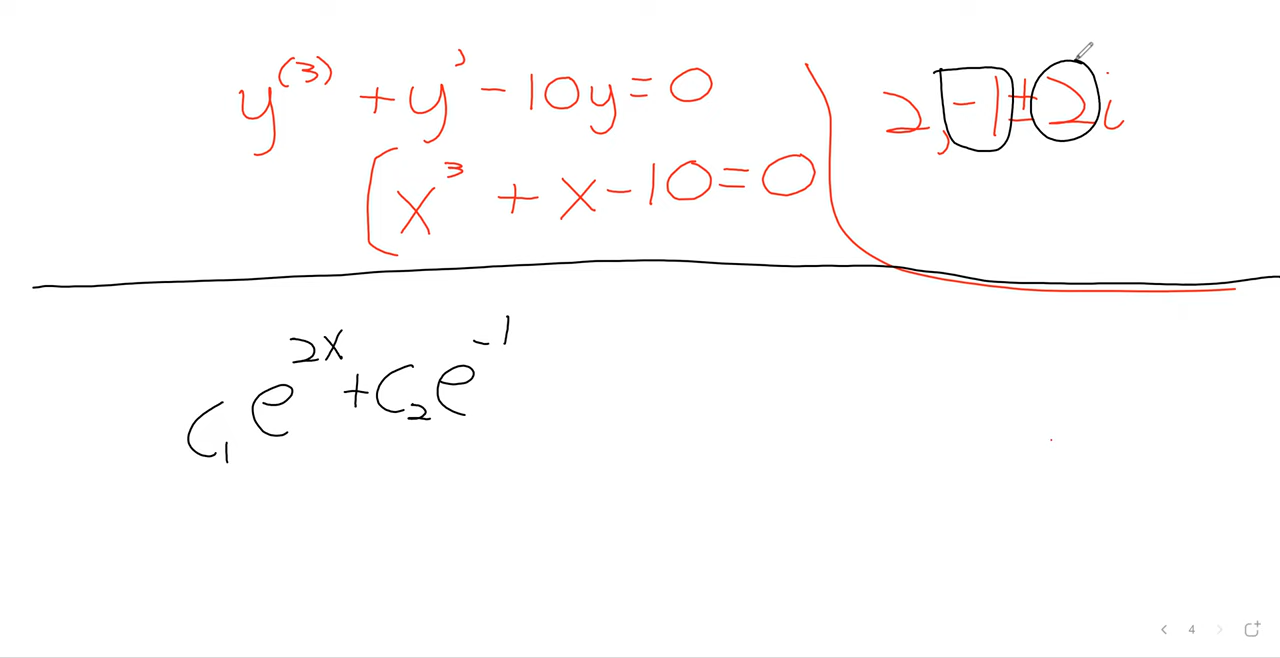 y⁽³⁾ + y' - 10y = 0
2, -1 ± 2i
x³ + x - 10 = 0
c₁e²ˣ + c₂e⁻¹
4